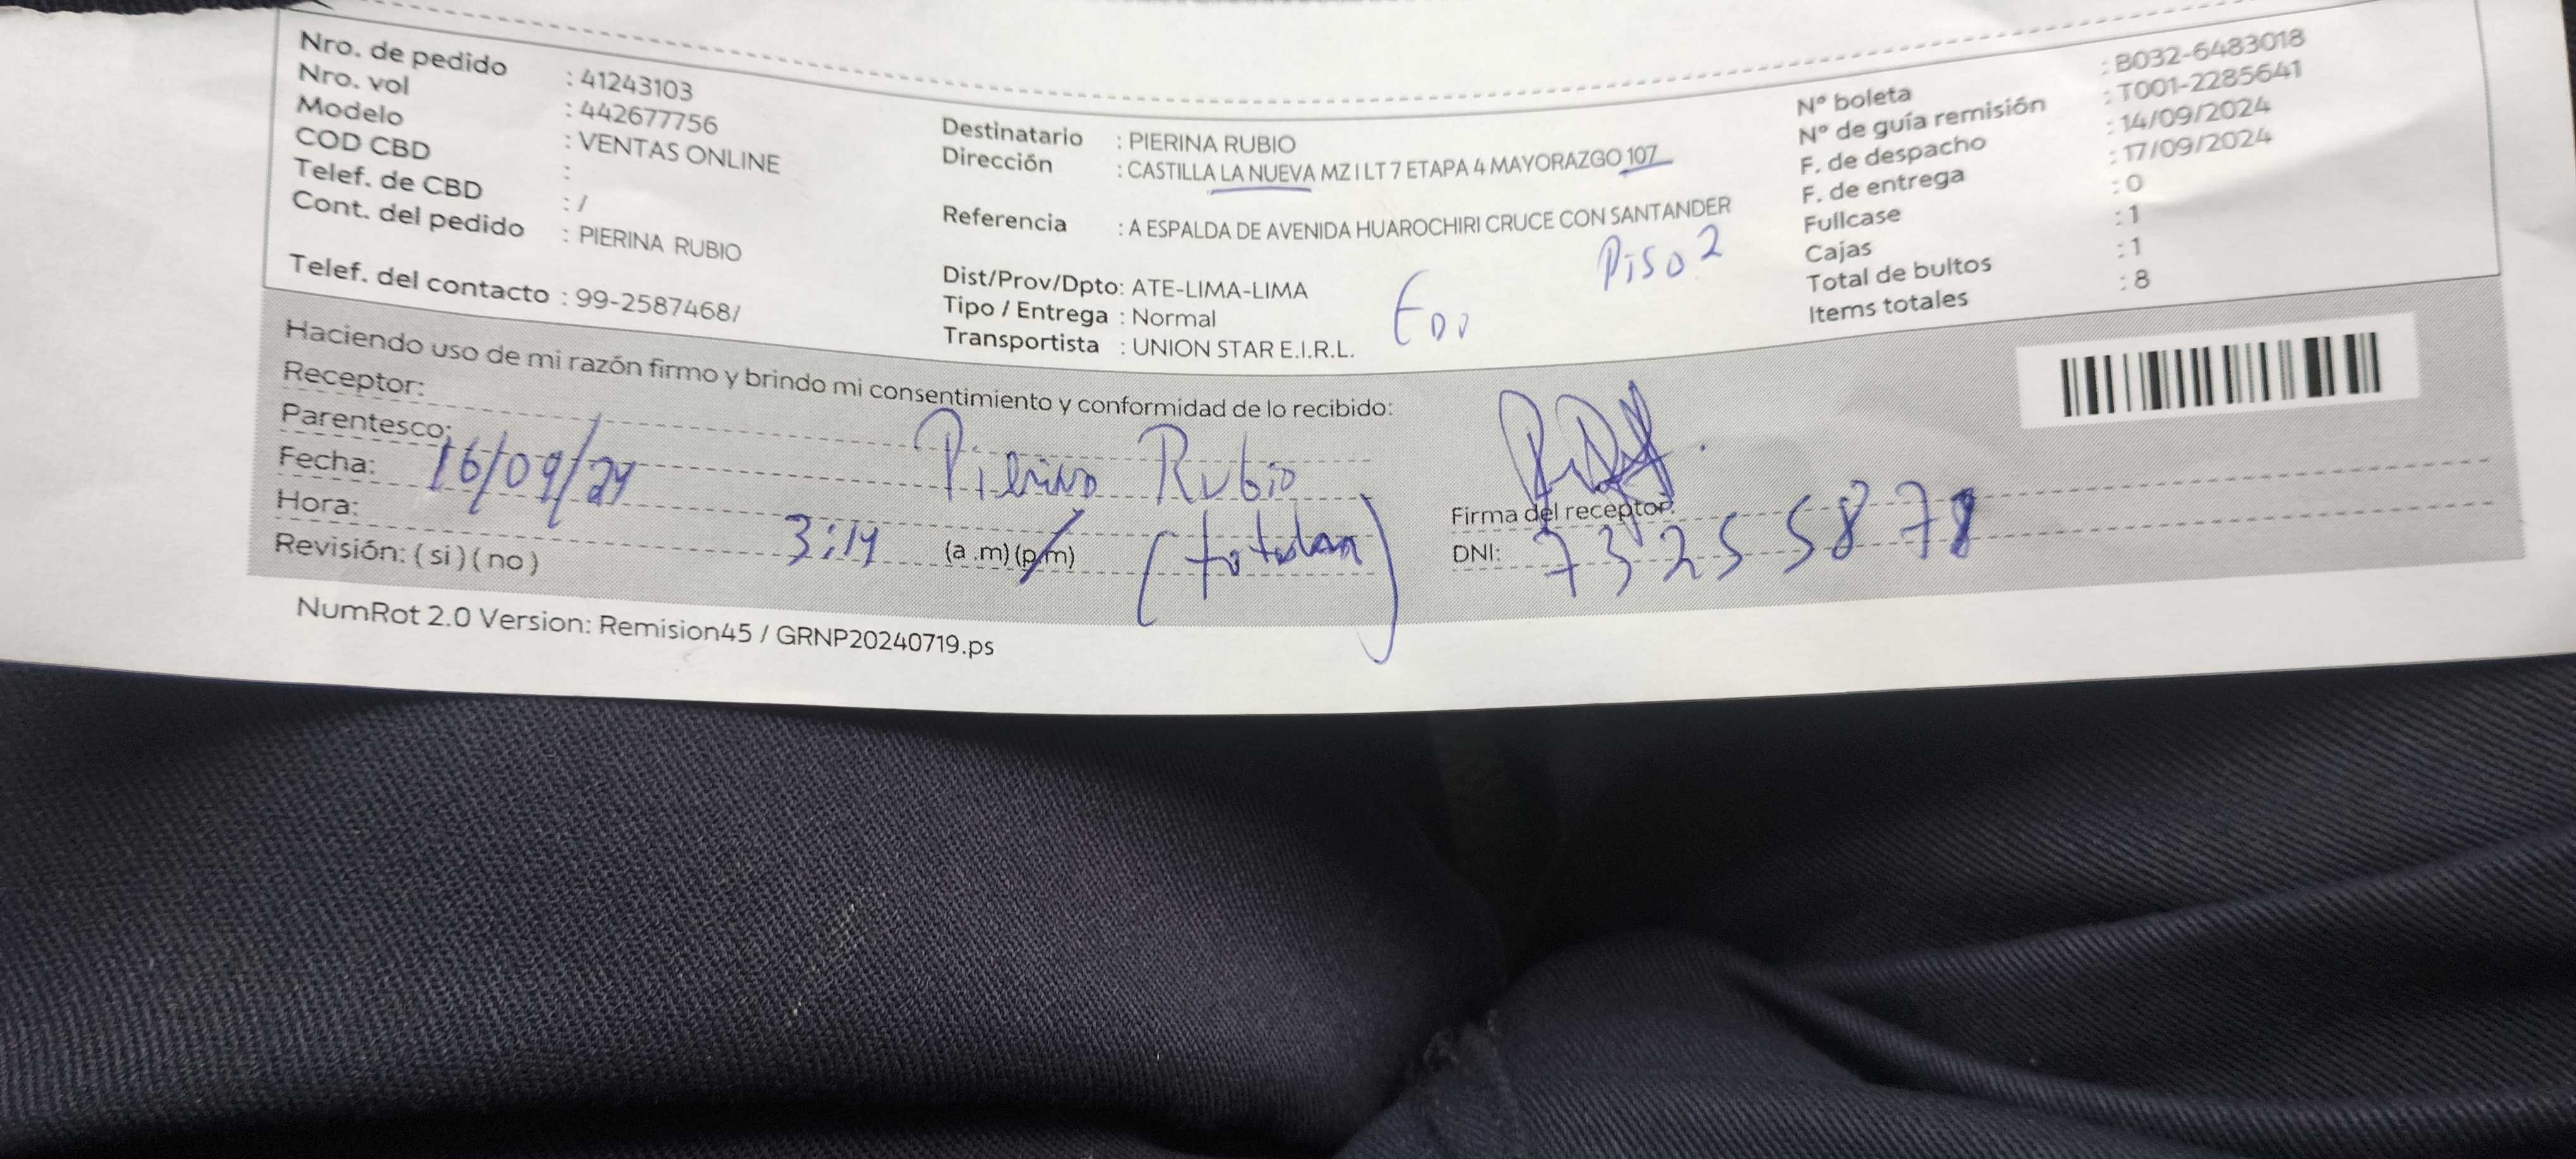 Nro. de pedido : 41243103
Nro. vol : 442677756
Modelo : VENTAS ONLINE
COD CBD :
Telef. de CBD : /
Cont. del pedido : PIERINA RUBIO
Telef. del contacto : 99-2587468/
Destinatario : PIERINA RUBIO
Dirección : CASTILLA LA NUEVA MZ I LT 7 ETAPA 4 MAYORAZGO 107
Referencia : A ESPALDA DE AVENIDA HUAROCHIRI CRUCE CON SANTANDER
Piso 2
Dist/Prov/Dpto: ATE-LIMA-LIMA
Tipo / Entrega : Normal
Transportista : UNION STAR E.I.R.L.
N° boleta : B032-6483018
N° de guía remisión : T001-2285641
F. de despacho : 14/09/2024
F. de entrega : 17/09/2024
Fullcase : 0
Cajas : 1
Total de bultos : 1
Items totales : 8
Haciendo uso de mi razón firmo y brindo mi consentimiento y conformidad de lo recibido:
Receptor:
Parentesco:
Fecha: 16/09/24
Pierina Rubio
Hora: 3:14 (a .m) (p.m)
Revisión: ( si ) ( no )
Firma del receptor:
DNI: 73255878
NumRot 2.0 Version: Remision45 / GRNP20240719.ps